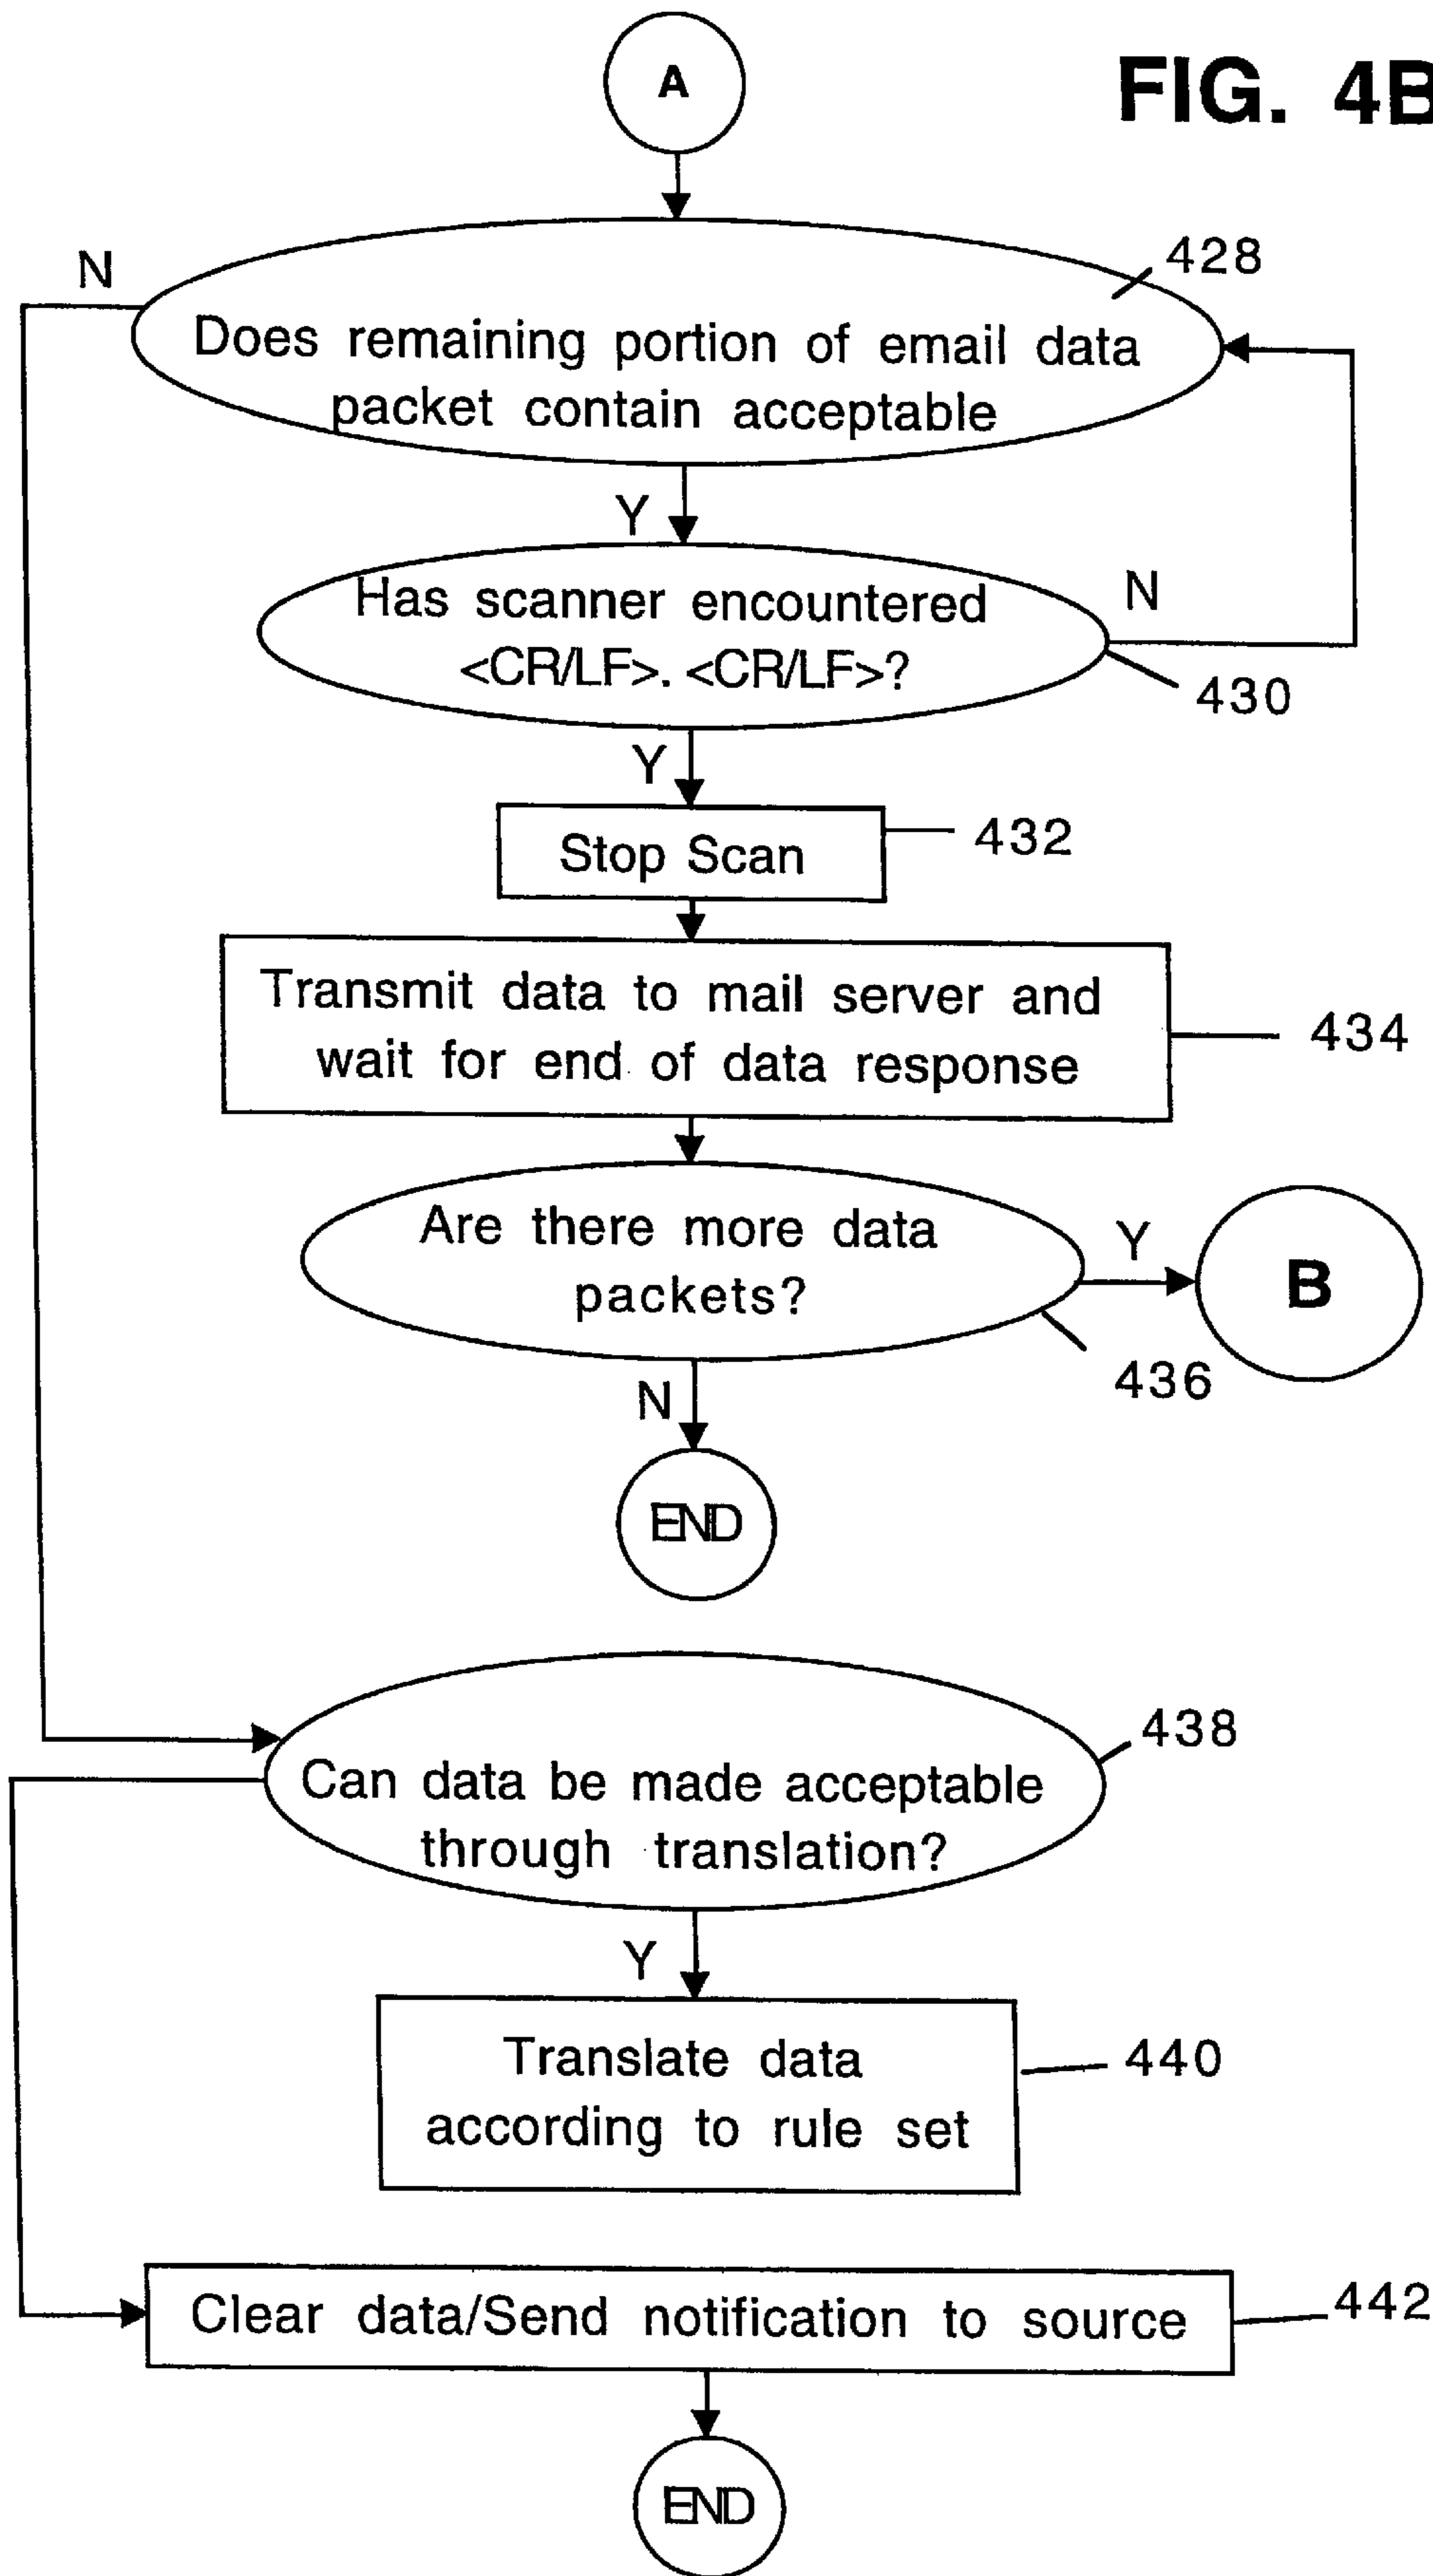 A
FIG. 4B
N
428
Does remaining portion of email data
packet contain acceptable
Y
Has scanner encountered
<CR/LF>. <CR/LF>?
N
430
Y
Stop Scan
432
Transmit data to mail server and
wait for end of data response
434
Are there more data
packets?
Y
B
436
N
END
438
Can data be made acceptable
through translation?
Y
Translate data
according to rule set
440
Clear data/Send notification to source
442
END